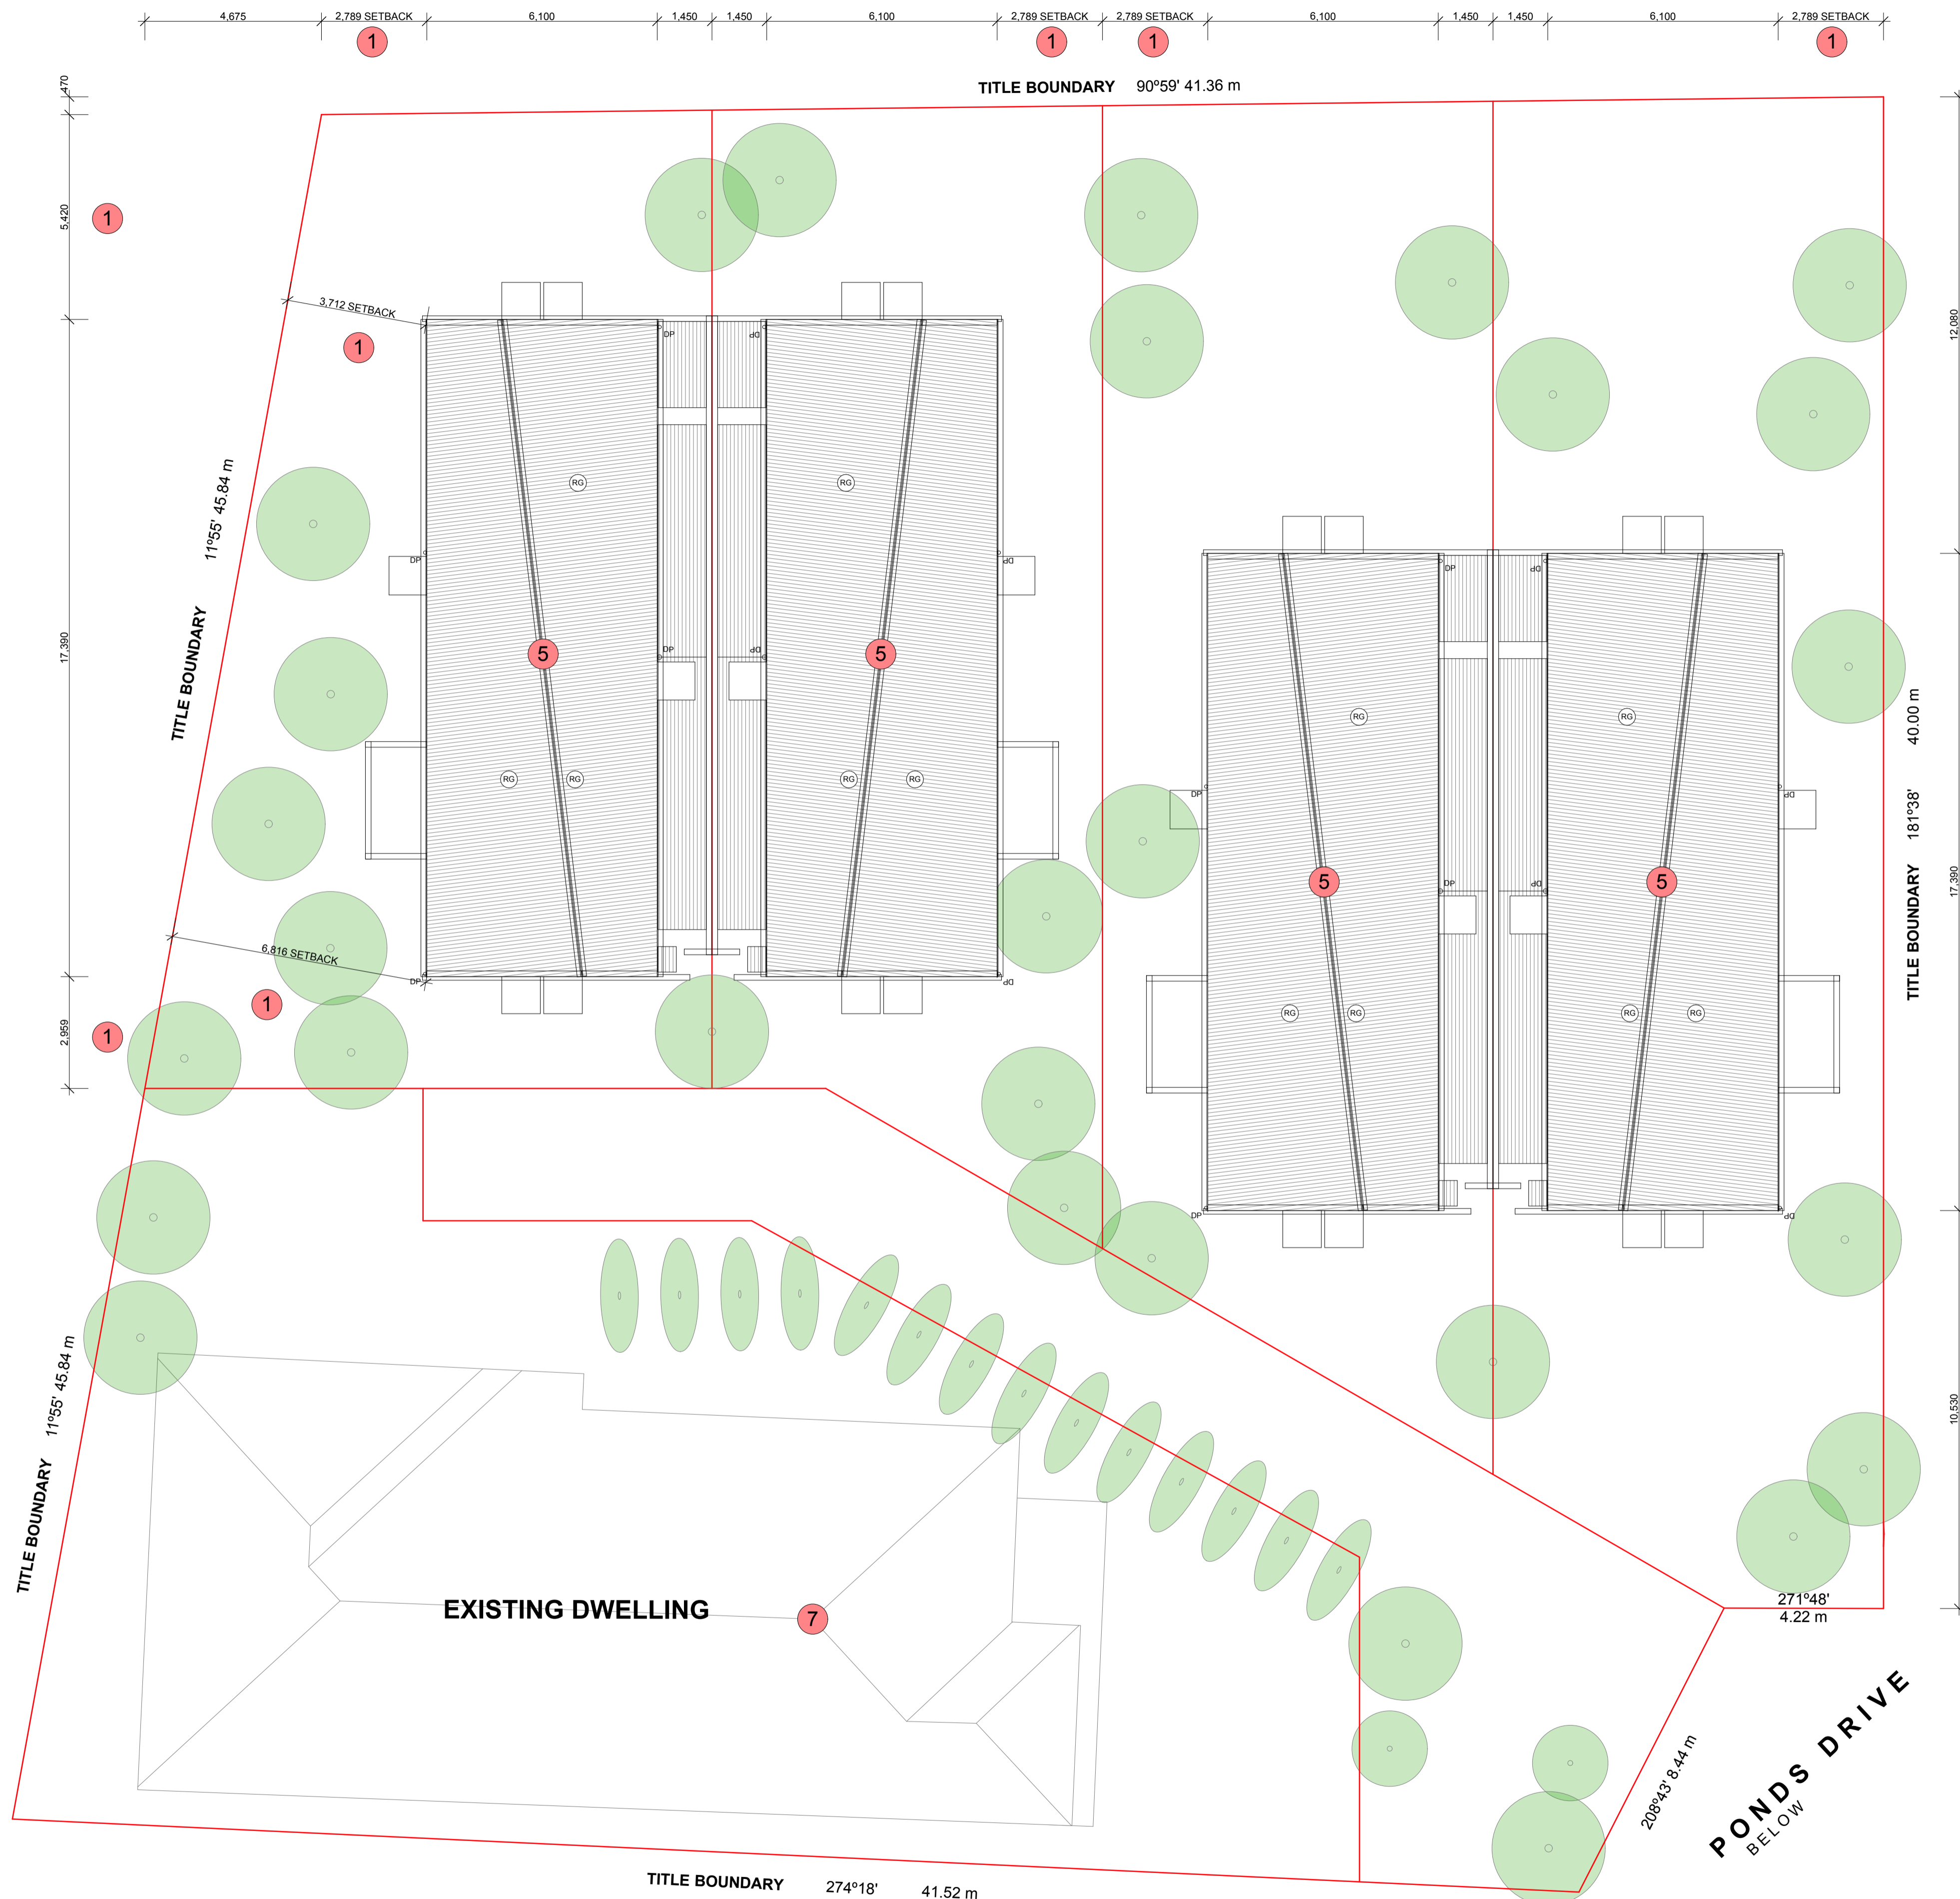 4,675
2,789 SETBACK
6,100
1,450
1,450
6,100
2,789 SETBACK
2,789 SETBACK
6,100
1,450
1,450
6,100
2,789 SETBACK
1
1
1
1
470
TITLE BOUNDARY 90º59' 41.36 m
5,420
1
3,712 SETBACK
1
12,080
DP
DP
RG
RG
11º55' 45.84 m
TITLE BOUNDARY
DP
DP
DP
DP
17,390
5
5
DP
DP
RG
RG
40.00 m
181º38'
TITLE BOUNDARY
RG
RG
RG
RG
DP
DP
5
5
DP
DP
17,390
6,816 SETBACK
DP
DP
1
1
2,959
RG
RG
RG
RG
DP
DP
11º55' 45.84 m
TITLE BOUNDARY
10,530
EXISTING DWELLING
7
271º48'
4.22 m
208º43' 8.44 m
PONDS DRIVE
BELOW
TITLE BOUNDARY 274º18' 41.52 m